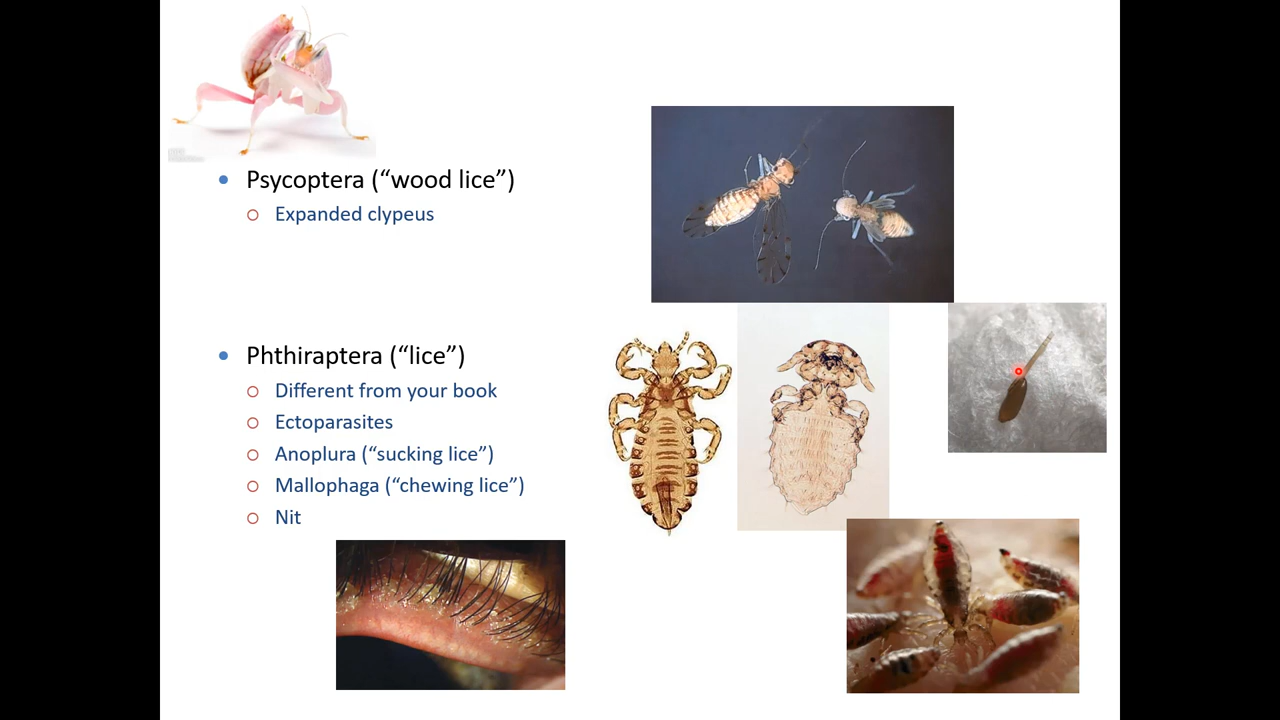 Psycoptera (“wood lice”)
Expanded clypeus
Phthiraptera (“lice”)
Different from your book
Ectoparasites
Anoplura (“sucking lice”)
Mallophaga (“chewing lice”)
Nit